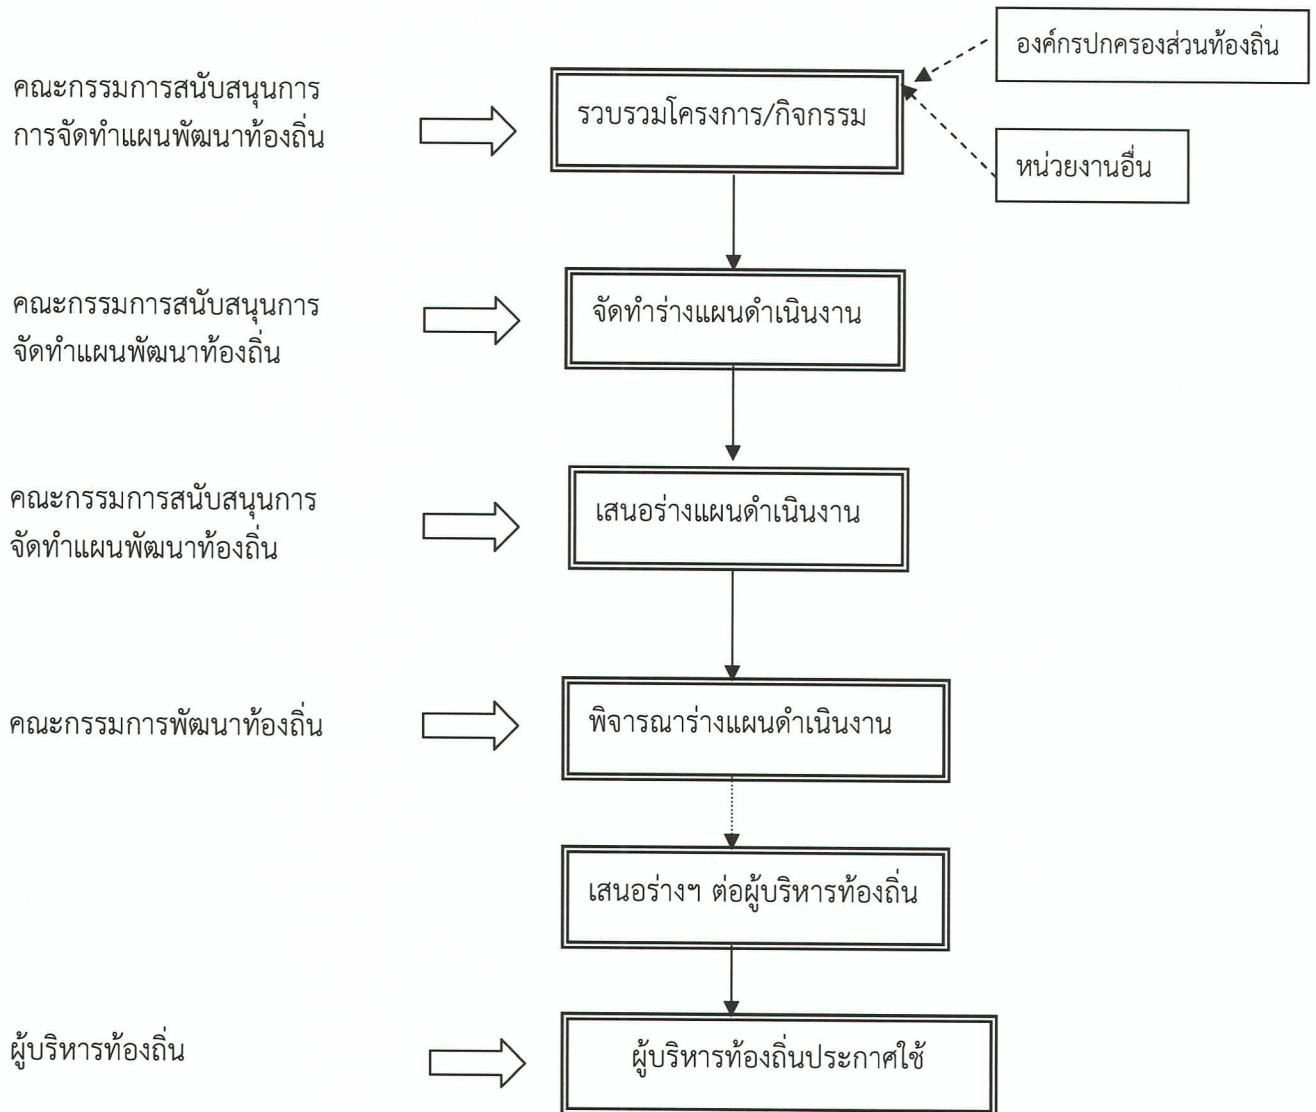 องค์กรปกครองส่วนท้องถิ่น
คณะกรรมการสนับสนุนการ
การจัดทำแผนพัฒนาท้องถิ่น
รวบรวมโครงการ/กิจกรรม
หน่วยงานอื่น
คณะกรรมการสนับสนุนการ
จัดทำแผนพัฒนาท้องถิ่น
จัดทำร่างแผนดำเนินงาน
คณะกรรมการสนับสนุนการ
จัดทำแผนพัฒนาท้องถิ่น
เสนอร่างแผนดำเนินงาน
คณะกรรมการพัฒนาท้องถิ่น
พิจารณาร่างแผนดำเนินงาน
เสนอร่างฯ ต่อผู้บริหารท้องถิ่น
ผู้บริหารท้องถิ่น
ผู้บริหารท้องถิ่นประกาศใช้